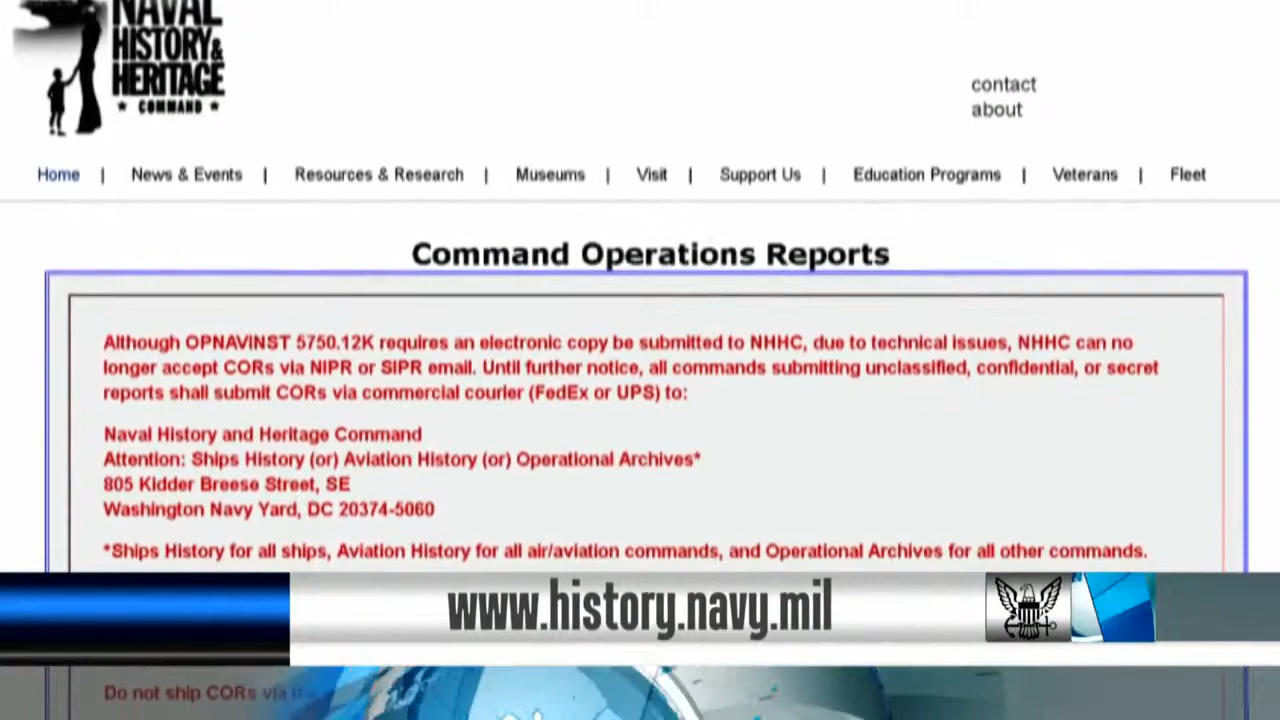 NAVAL
HISTORY &
HERITAGE
★ COMMAND ★
contact
about
Home | News & Events | Resources & Research | Museums | Visit | Support Us | Education Programs | Veterans | Fleet
Command Operations Reports
Although OPNAVINST 5750.12K requires an electronic copy be submitted to NHHC, due to technical issues, NHHC can no
longer accept CORs via NIPR or SIPR email. Until further notice, all commands submitting unclassified, confidential, or secret
reports shall submit CORs via commercial courier (FedEx or UPS) to:
Naval History and Heritage Command
Attention: Ships History (or) Aviation History (or) Operational Archives*
805 Kidder Breese Street, SE
Washington Navy Yard, DC 20374-5060
*Ships History for all ships, Aviation History for all air/aviation commands, and Operational Archives for all other commands.
www.history.navy.mil
Do not ship CORs via